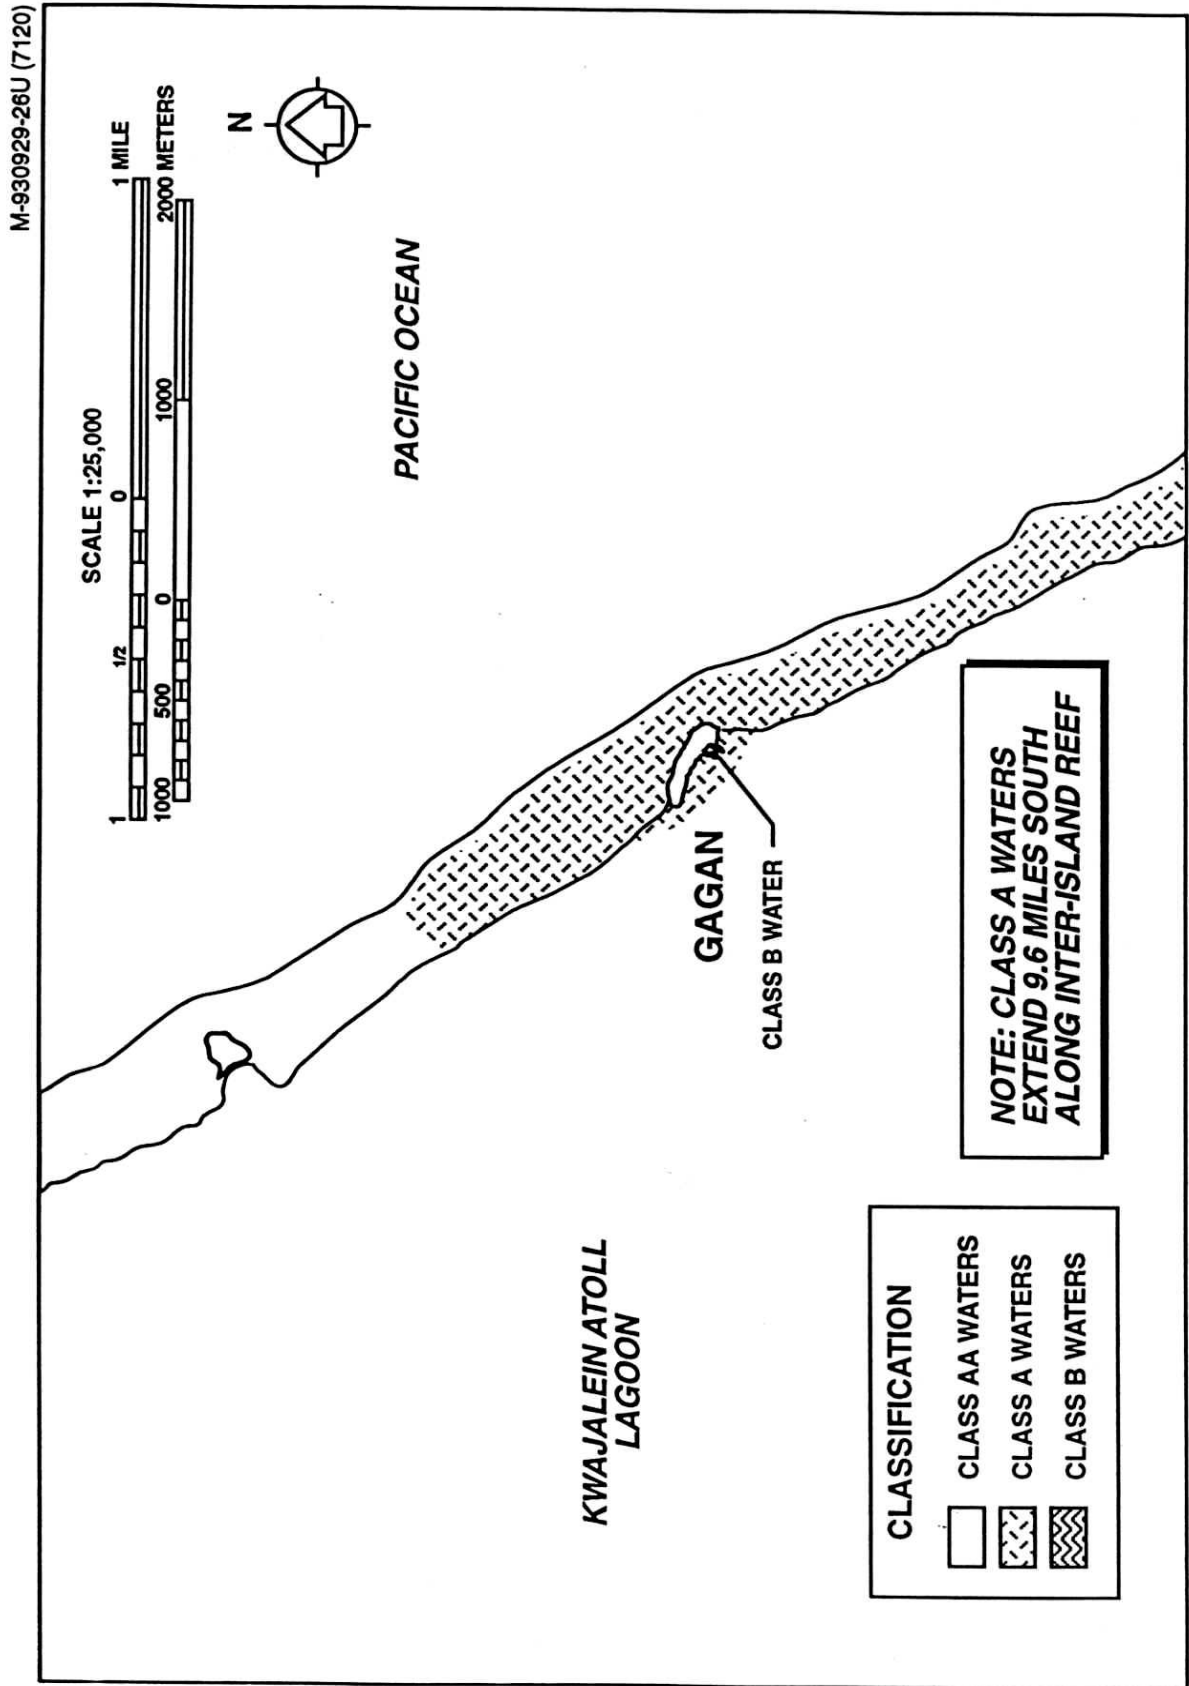 M-930929-26U (7120)
SCALE 1:25,000
1 1/2 0 1 MILE
1000 500 0 1000 2000 METERS
N
PACIFIC OCEAN
GAGAN
CLASS B WATER
KWAJALEIN ATOLL
LAGOON
NOTE: CLASS A WATERS
EXTEND 9.6 MILES SOUTH
ALONG INTER-ISLAND REEF
CLASSIFICATION
CLASS AA WATERS
CLASS A WATERS
CLASS B WATERS